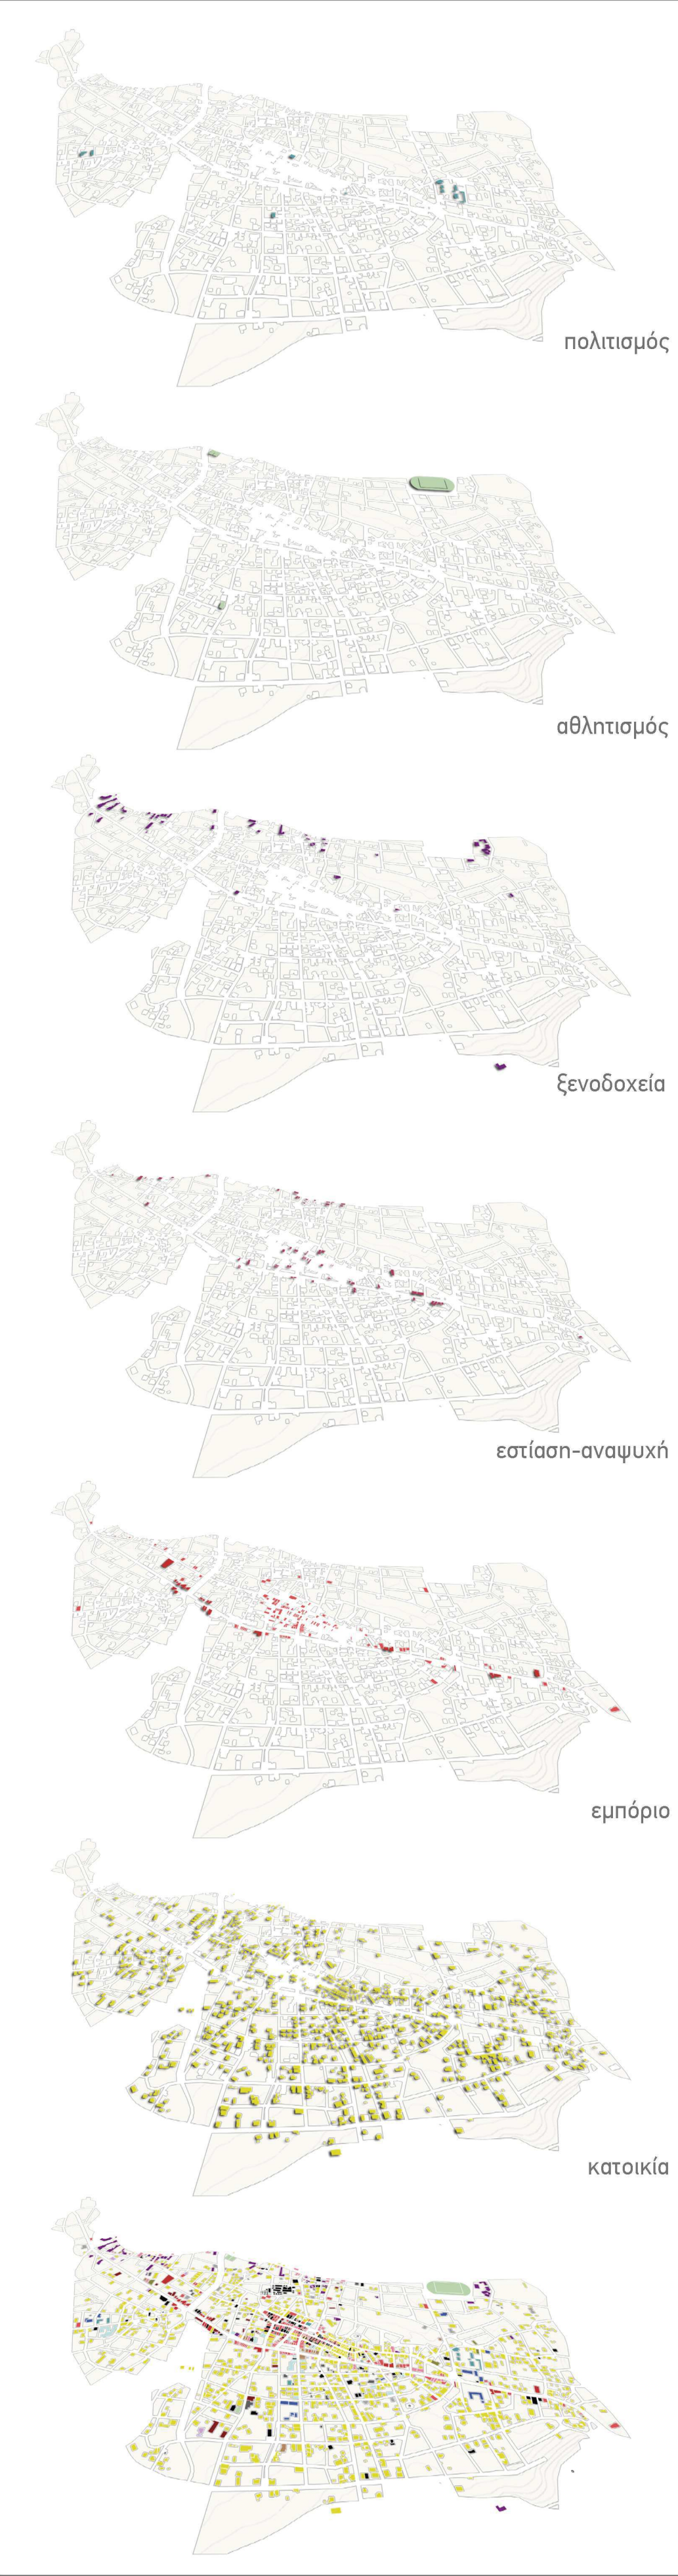 πολιτισμός
αθλητισμός
ξενοδοχεία
εστίαση-αναψυχή
εμπόριο
κατοικία